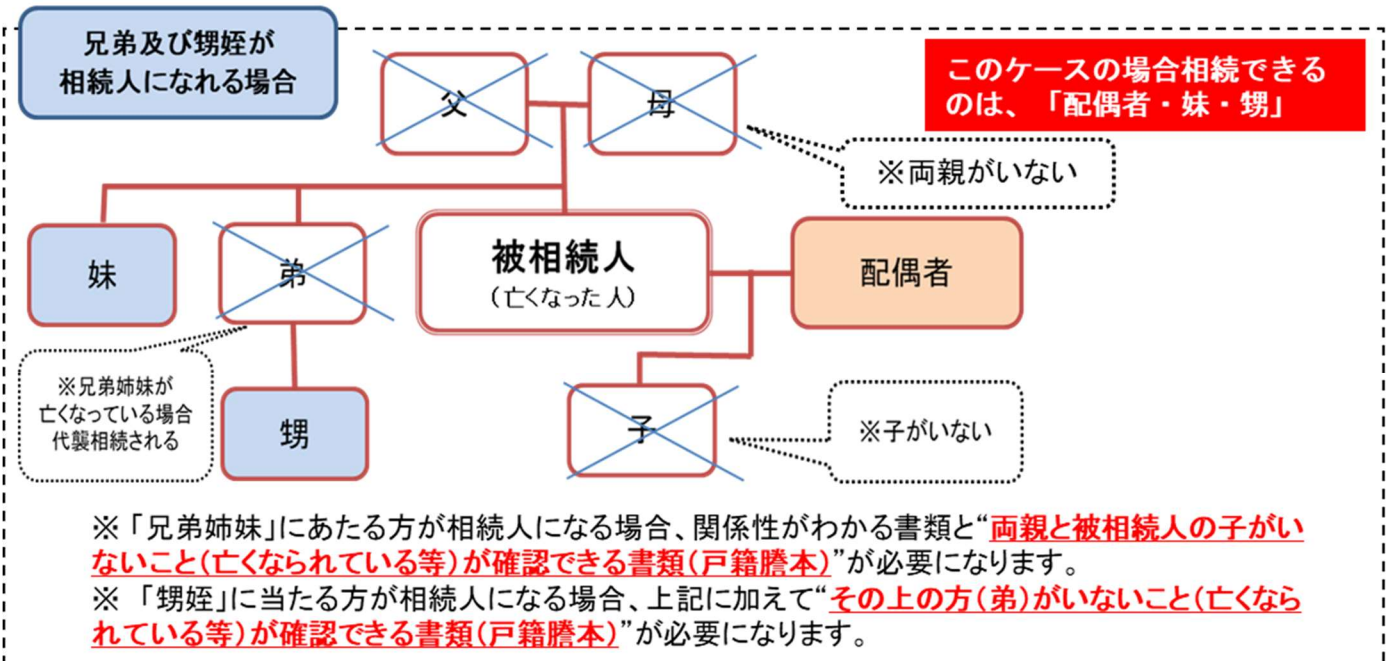 兄弟及び甥姪が
相続人になれる場合
このケースの場合相続できる
のは、「配偶者・妹・甥」
父
母
※両親がいない
妹
弟
被相続人
(亡くなった人)
配偶者
※兄弟姉妹が
亡くなっている場合
代襲相続される
甥
子
※子がいない
※「兄弟姉妹」にあたる方が相続人になる場合、関係性がわかる書類と“両親と被相続人の子がい
ないこと(亡くなられている等)が確認できる書類(戸籍謄本)”が必要になります。
※ 「甥姪」に当たる方が相続人になる場合、上記に加えて“その上の方(弟)がいないこと(亡くなら
れている等)が確認できる書類(戸籍謄本)”が必要になります。